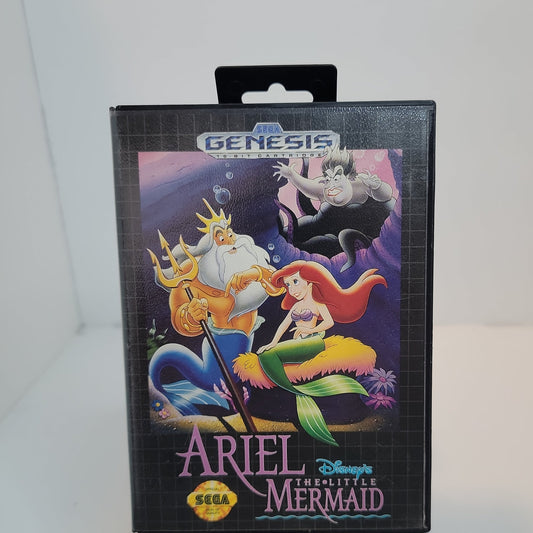 SEGA
GENESIS
16-BIT CARTRIDGE
ARIEL
Disney's
THE•LITTLE
MERMAID
SEGA